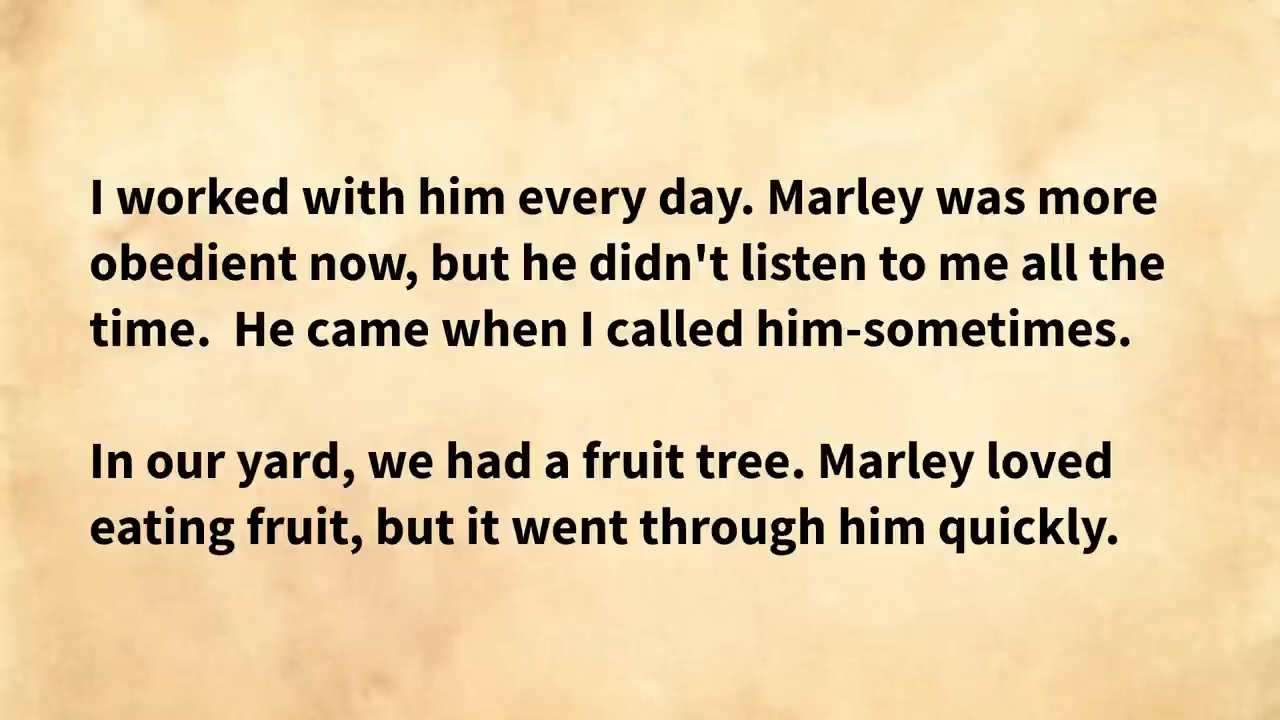 I worked with him every day. Marley was more
obedient now, but he didn't listen to me all the
time.  He came when I called him-sometimes.
In our yard, we had a fruit tree. Marley loved
eating fruit, but it went through him quickly.